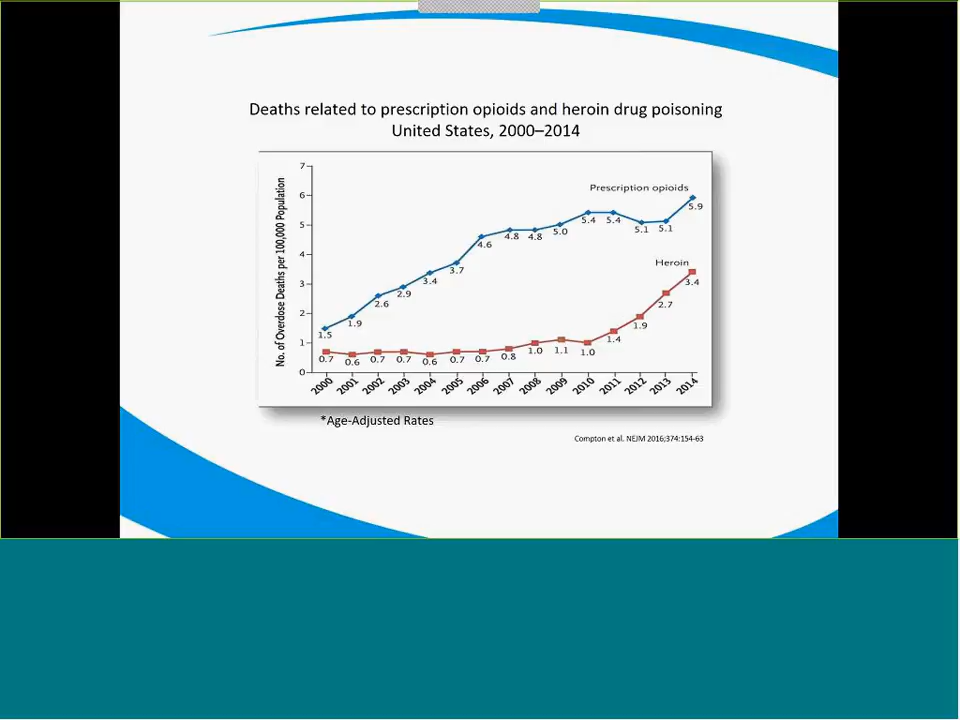 Deaths related to prescription opioids and heroin drug poisoning
United States, 2000–2014
No. of Overdose Deaths per 100,000 Population
7
6
5
4
3
2
1
0
Prescription opioids
1.5 1.9 2.6 2.9 3.4 3.7 4.6 4.8 4.8 5.0 5.4 5.4 5.1 5.1 5.9
Heroin
0.7 0.6 0.7 0.7 0.6 0.7 0.7 0.8 1.0 1.1 1.0 1.4 1.9 2.7 3.4
2000 2001 2002 2003 2004 2005 2006 2007 2008 2009 2010 2011 2012 2013 2014
*Age-Adjusted Rates
Compton et al. NEJM 2016;374:154-63